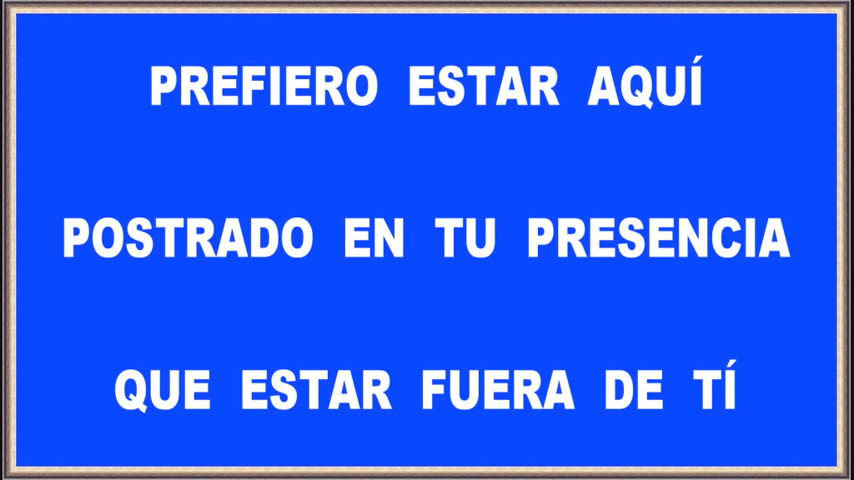 PREFIERO ESTAR AQUÍ
POSTRADO EN TU PRESENCIA
QUE ESTAR FUERA DE TÍ